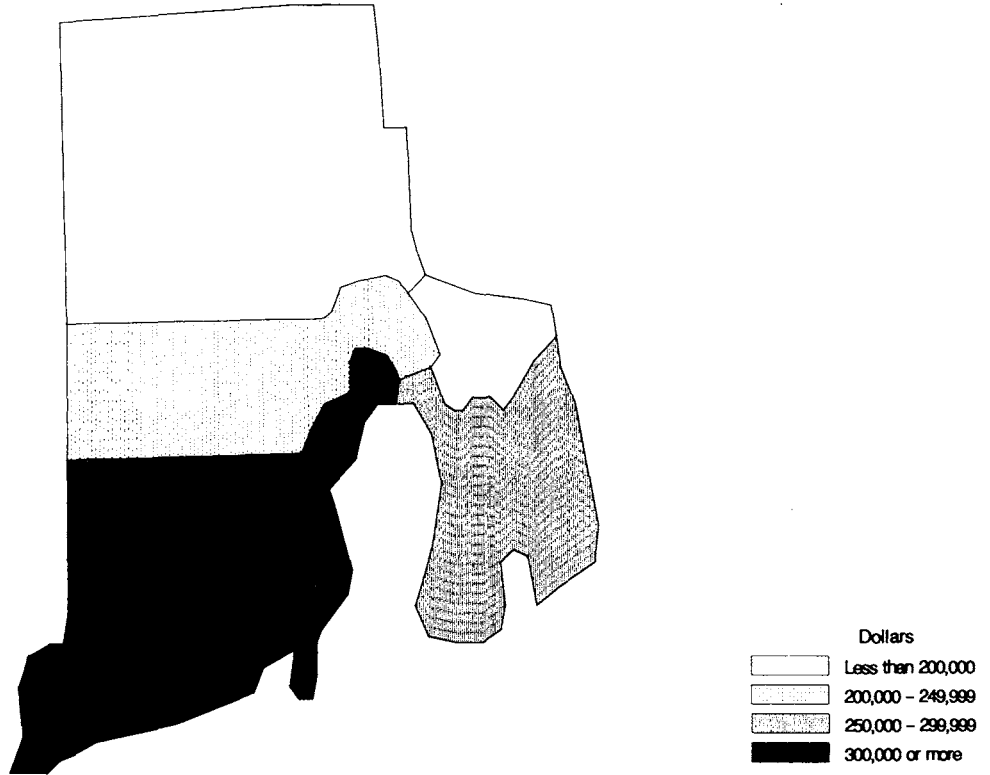 Dollars
Less than 200,000
200,000 - 249,999
250,000 - 299,999
300,000 or more